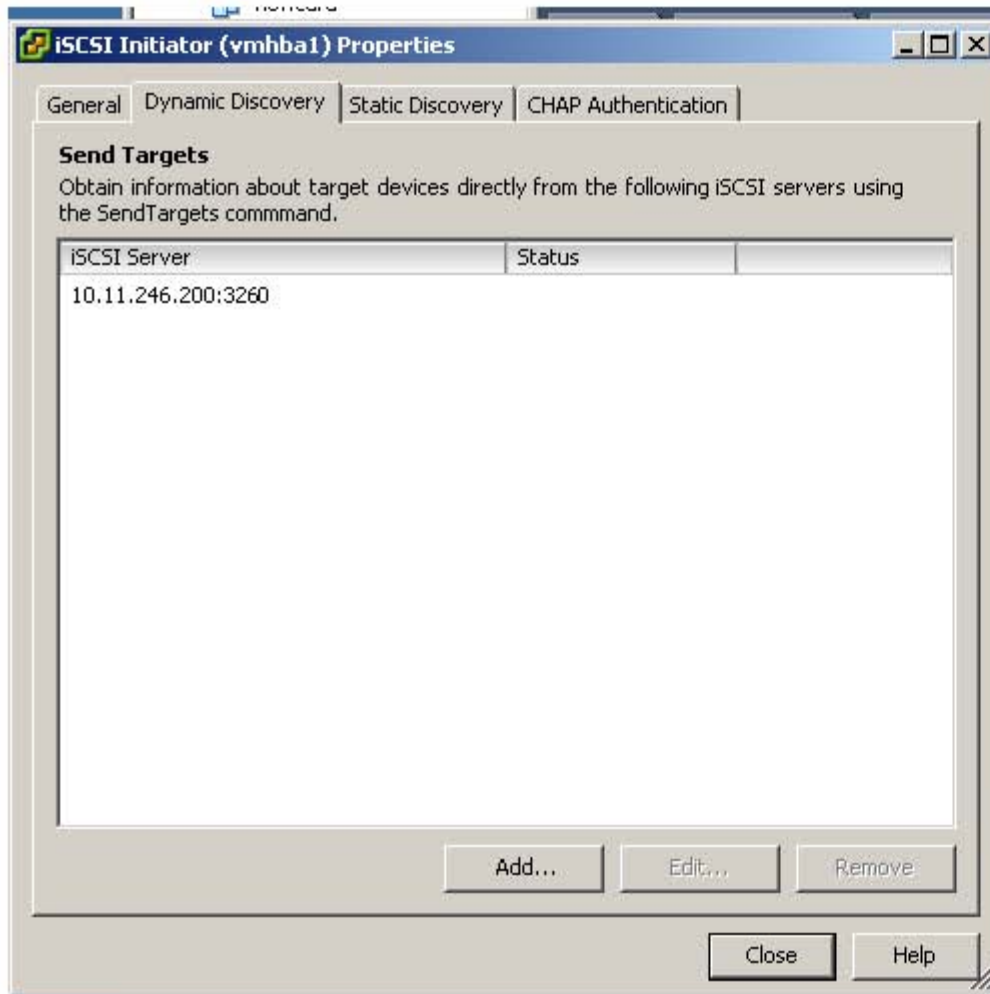 iSCSI Initiator (vmhba1) Properties
General Dynamic Discovery Static Discovery CHAP Authentication
Send Targets
Obtain information about target devices directly from the following iSCSI servers using
the SendTargets commmand.
iSCSI Server Status
10.11.246.200:3260
Add... Edit... Remove
Close Help